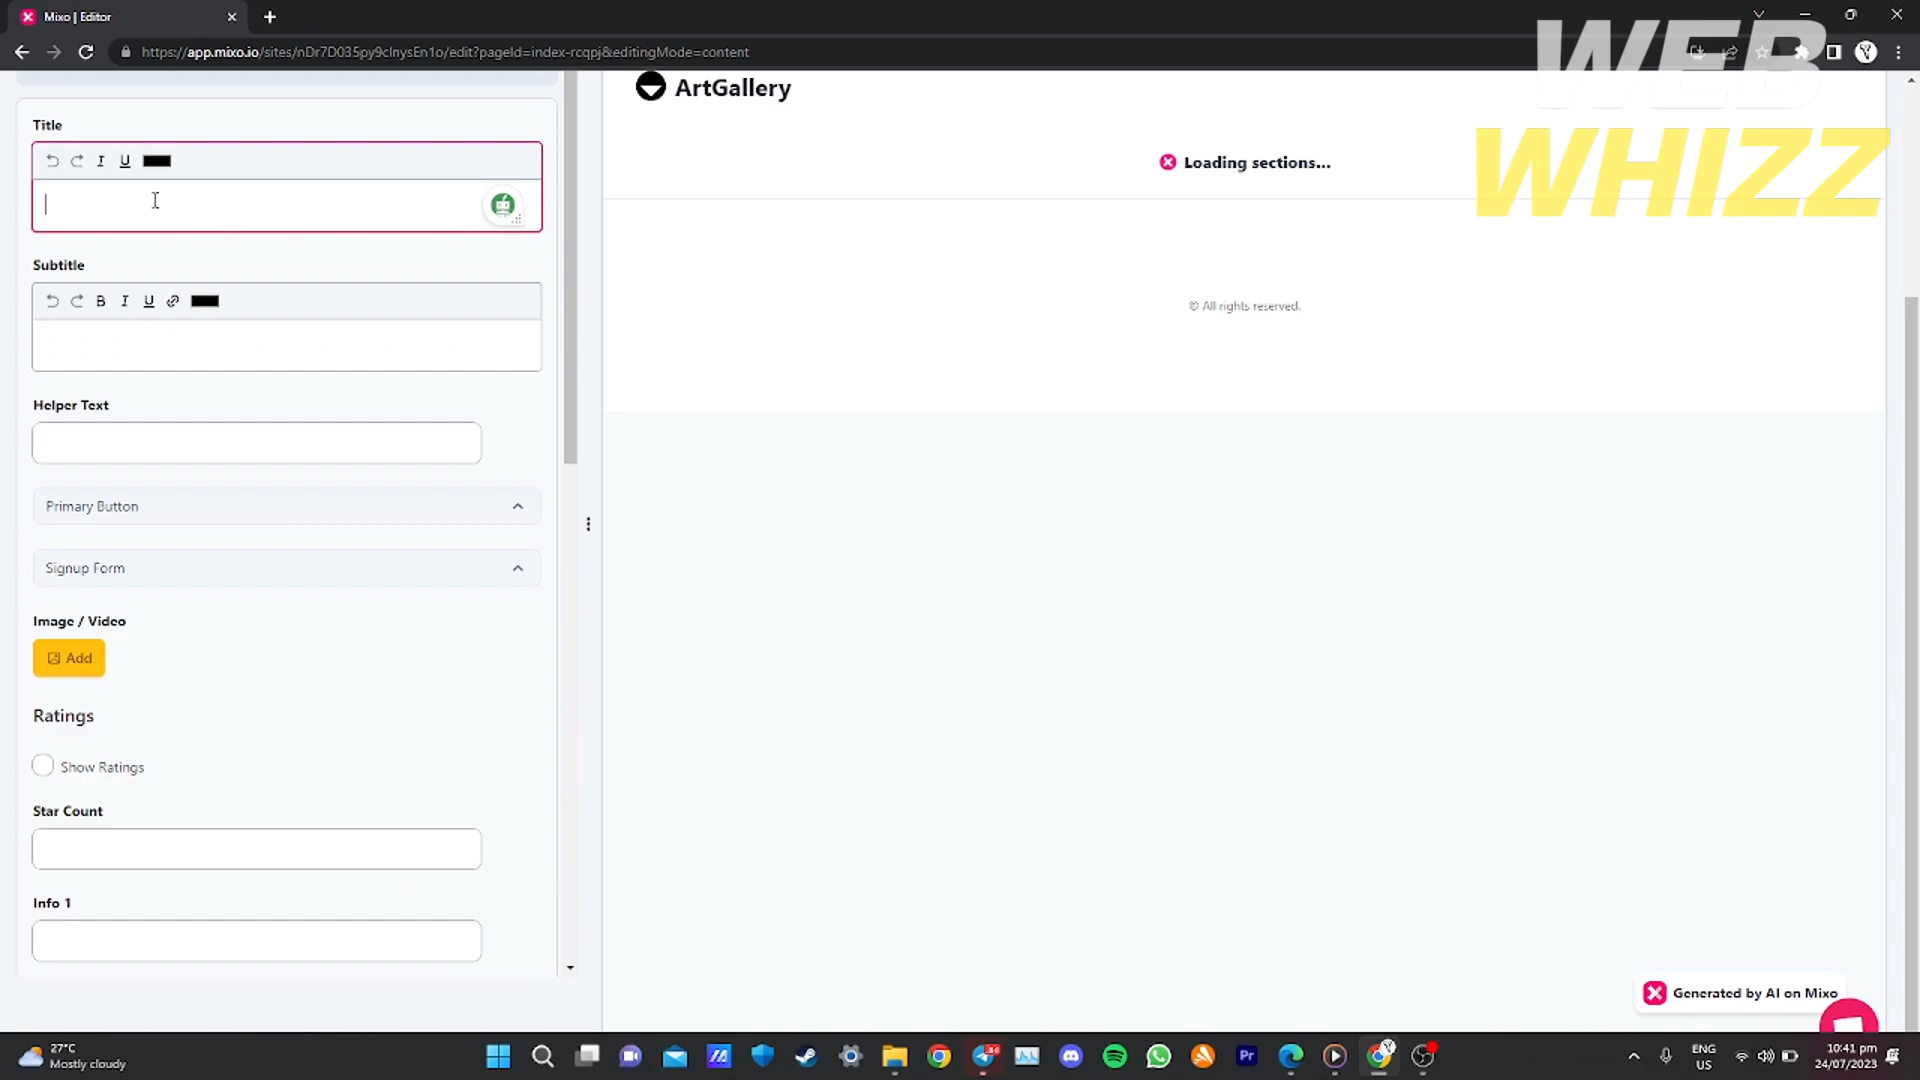 Mixo | Editor
https://app.mixo.io/sites/nDr7D035py9clnysEn1o/edit?pageId=index-rcqpj&editingMode=content
WEB
WHIZZ
Title
Subtitle
Helper Text
Primary Button
Signup Form
Image / Video
Add
Ratings
Show Ratings
Star Count
Info 1
ArtGallery
Loading sections...
© All rights reserved.
Generated by AI on Mixo
27°C
Mostly cloudy
Pr
ENG
US
10:41 pm
24/07/2023